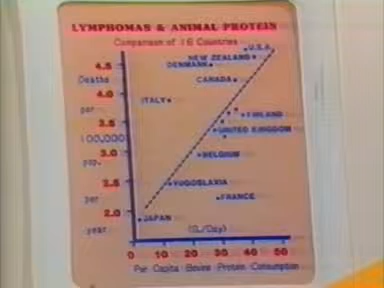 LYMPHOMAS & ANIMAL PROTEIN
Comparison of 16 Countries
U.S.A.
NEW ZEALAND
DENMARK
4.5
Deaths
CANADA
4.0
ITALY
per
FINLAND
3.5
UNITED KINGDOM
100,000
3.0
BELGIUM
pop.
2.5
YUGOSLAVIA
per
FRANCE
2.0
JAPAN
year
(G./Day)
0 10 20 30 40 50
Per Capita Bovine Protein Consumption